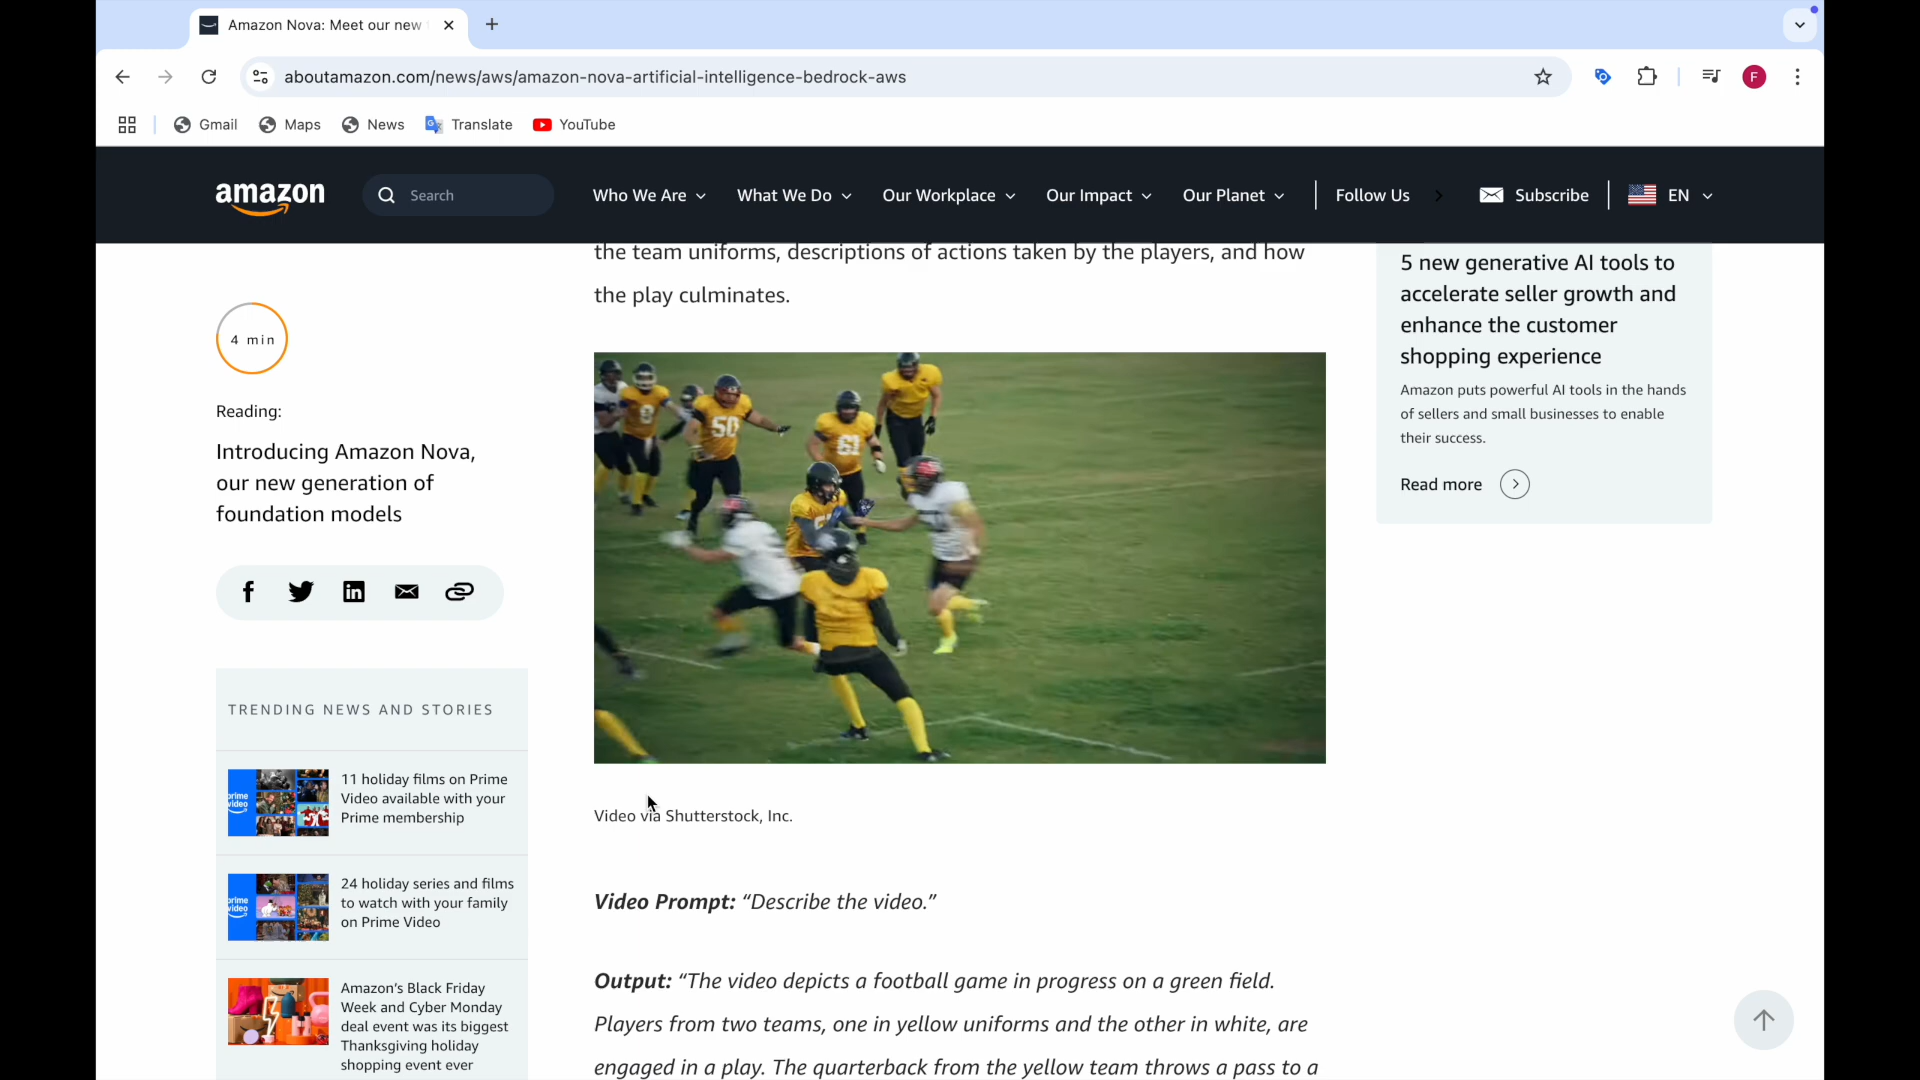 Amazon Nova: Meet our new
aboutamazon.com/news/aws/amazon-nova-artificial-intelligence-bedrock-aws
F
Gmail
Maps
News
Translate
YouTube
amazon
Search
Who We Are
What We Do
Our Workplace
Our Impact
Our Planet
Follow Us
Subscribe
EN
4 min
Reading:
Introducing Amazon Nova,
our new generation of
foundation models
TRENDING NEWS AND STORIES
prime
video
11 holiday films on Prime
Video available with your
Prime membership
prime
video
24 holiday series and films
to watch with your family
on Prime Video
Amazon's Black Friday
Week and Cyber Monday
deal event was its biggest
Thanksgiving holiday
shopping event ever
the team uniforms, descriptions of actions taken by the players, and how
the play culminates.
50
61
Video via Shutterstock, Inc.
Video Prompt: “Describe the video.”
Output: “The video depicts a football game in progress on a green field.
Players from two teams, one in yellow uniforms and the other in white, are
engaged in a play. The quarterback from the yellow team throws a pass to a
5 new generative AI tools to
accelerate seller growth and
enhance the customer
shopping experience
Amazon puts powerful AI tools in the hands
of sellers and small businesses to enable
their success.
Read more